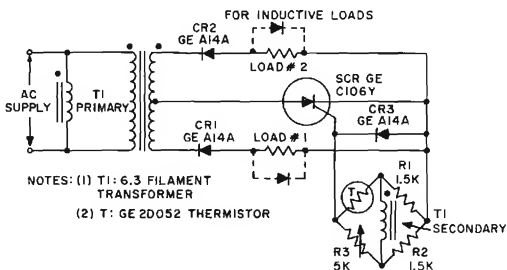 FOR INDUCTIVE LOADS
CR2
GE A14A
LOAD # 2
AC
SUPPLY
T1
PRIMARY
SCR GE
C106Y
CR3
GE A14A
CR1
GE A14A
LOAD # 1
NOTES: (1) T1: 6.3 FILAMENT
TRANSFORMER
(2) T: GE 2D052 THERMISTOR
T
R1
1.5K
T1
SECONDARY
R3
5K
R2
1.5K